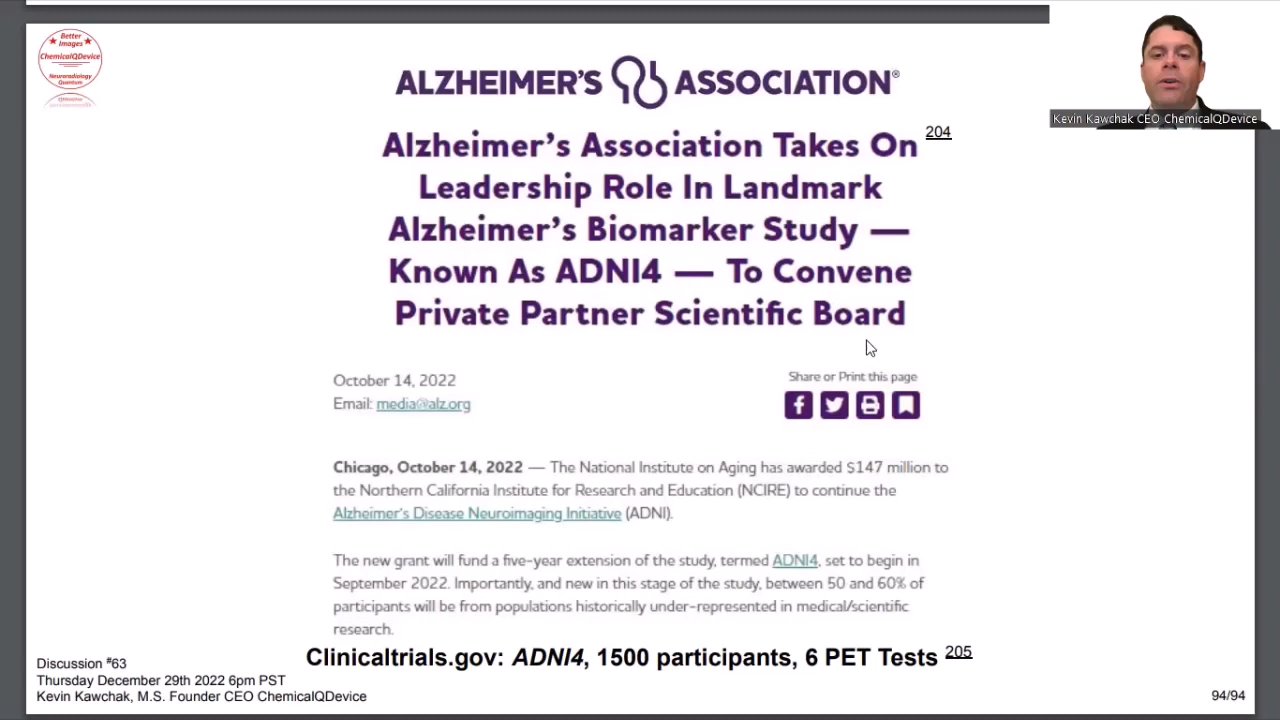 Better
Images
ChemicalQDevice
Neuroradiology
Quantum
Kevin Kawchak CEO ChemicalQDevice
ALZHEIMER'S ASSOCIATION®
Alzheimer's Association Takes On 204
Leadership Role In Landmark
Alzheimer's Biomarker Study —
Known As ADNI4 — To Convene
Private Partner Scientific Board
October 14, 2022
Email: media@alz.org
Share or Print this page
Chicago, October 14, 2022 — The National Institute on Aging has awarded $147 million to
the Northern California Institute for Research and Education (NCIRE) to continue the
Alzheimer's Disease Neuroimaging Initiative (ADNI).
The new grant will fund a five-year extension of the study, termed ADNI4, set to begin in
September 2022. Importantly, and new in this stage of the study, between 50 and 60% of
participants will be from populations historically under-represented in medical/scientific
research.
Clinicaltrials.gov: ADNI4, 1500 participants, 6 PET Tests 205
Discussion #63
Thursday December 29th 2022 6pm PST
Kevin Kawchak, M.S. Founder CEO ChemicalQDevice
94/94